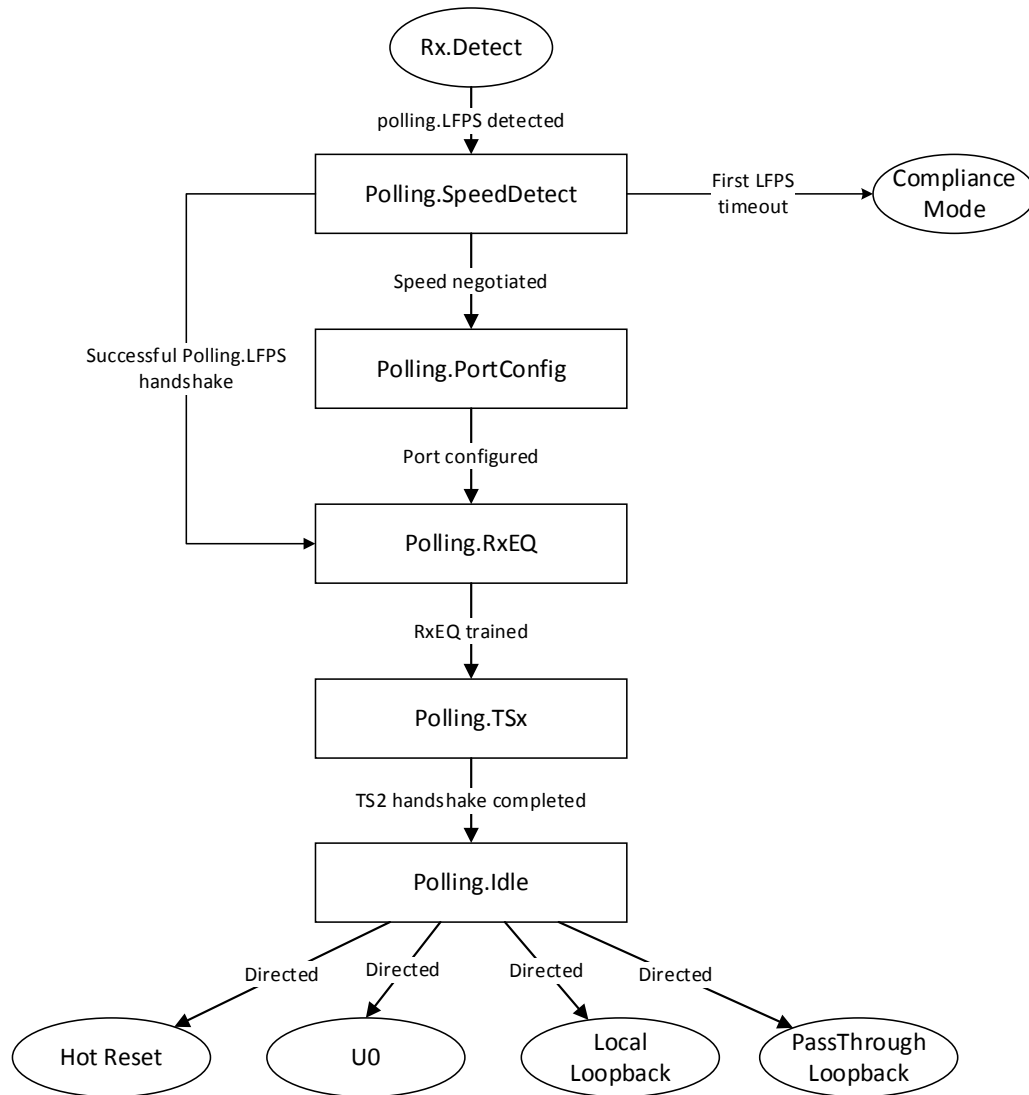 Rx.Detect
polling.LFPS detected
Polling.SpeedDetect
First LFPS
timeout
Compliance
Mode
Speed negotiated
Successful Polling.LFPS
handshake
Polling.PortConfig
Port configured
Polling.RxEQ
RxEQ trained
Polling.TSx
TS2 handshake completed
Polling.Idle
Directed
Directed
Directed
Directed
Hot Reset
U0
Local
Loopback
PassThrough
Loopback